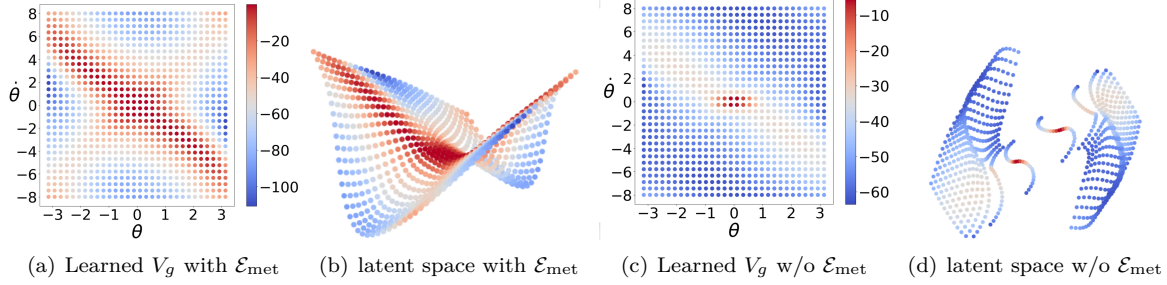 8
6
4
2
0
−2
−4
−6
−8
θ̇
−3 −2 −1 0 1 2 3
θ
−20
−40
−60
−80
−100
8
6
4
2
0
−2
−4
−6
−8
θ̇
−3 −2 −1 0 1 2 3
θ
−10
−20
−30
−40
−50
−60
(a) Learned V_g with ℰ_met
(b) latent space with ℰ_met
(c) Learned V_g w/o ℰ_met
(d) latent space w/o ℰ_met